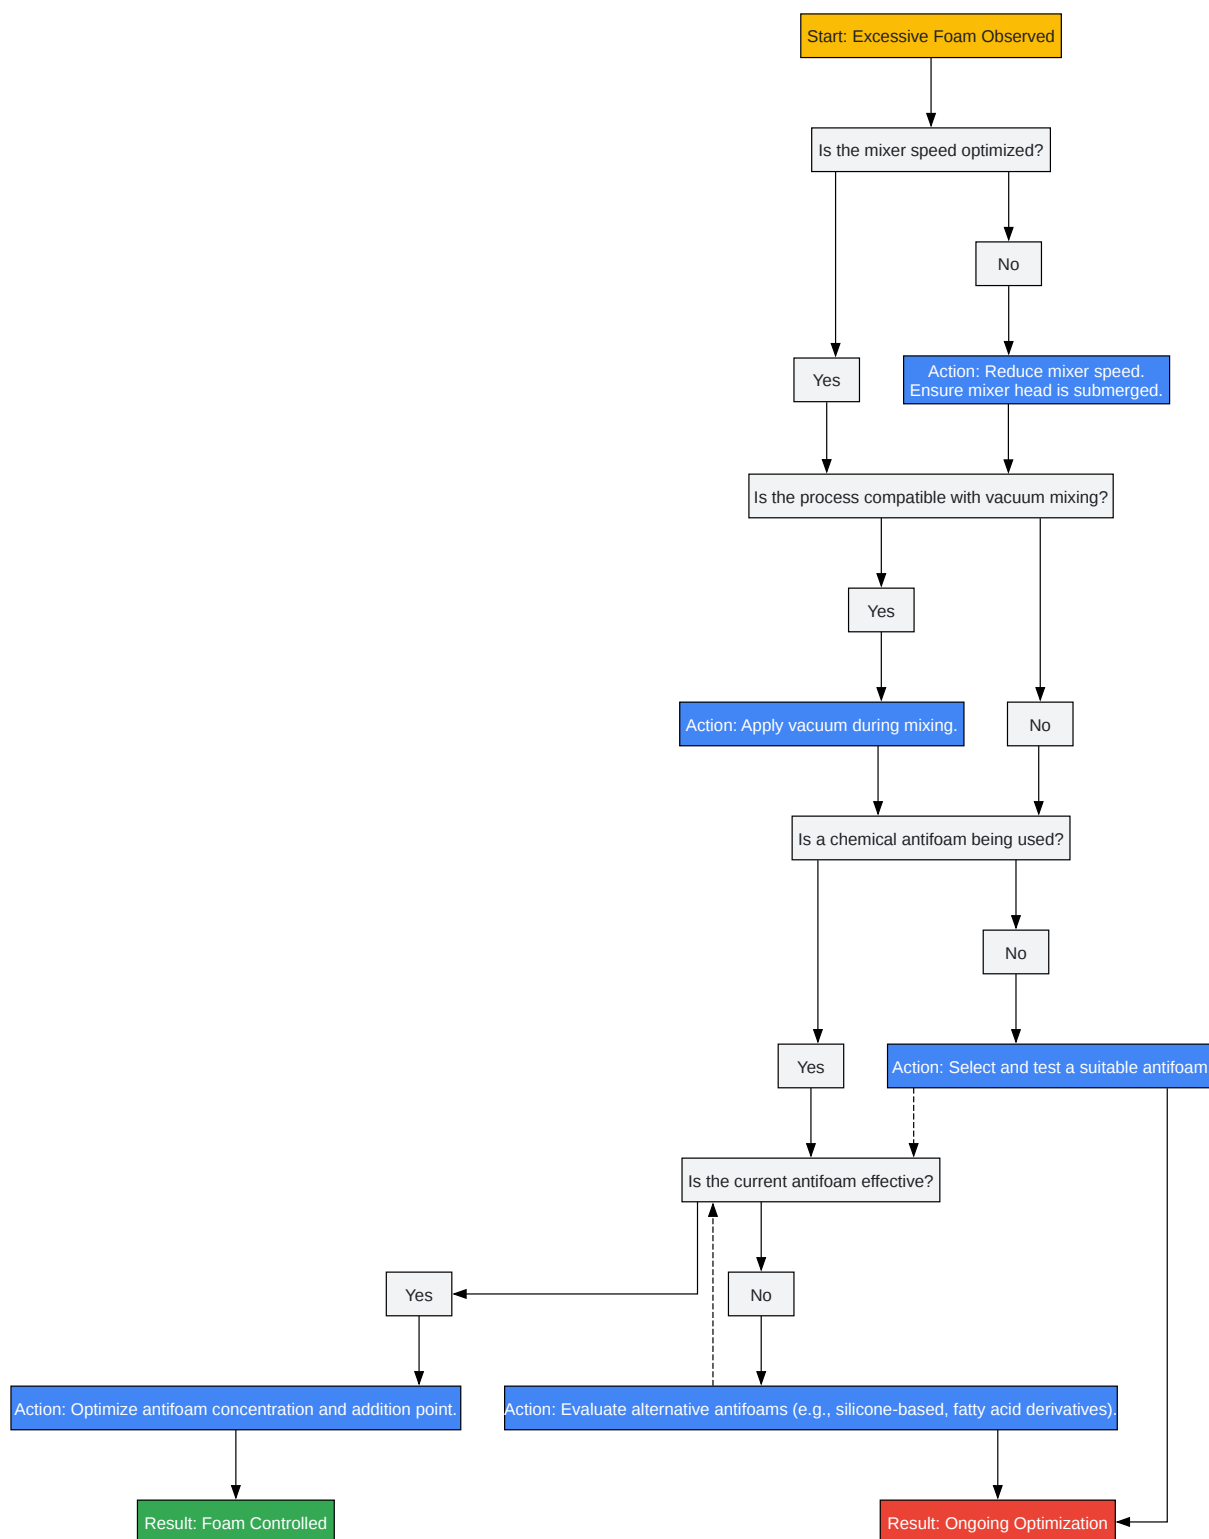 Start: Excessive Foam Observed
Is the mixer speed optimized?
No
Yes
Action: Reduce mixer speed.
Ensure mixer head is submerged.
Is the process compatible with vacuum mixing?
Yes
Action: Apply vacuum during mixing.
No
Is a chemical antifoam being used?
No
Yes
Action: Select and test a suitable antifoam
Is the current antifoam effective?
Yes
No
Action: Optimize antifoam concentration and addition point.
Action: Evaluate alternative antifoams (e.g., silicone-based, fatty acid derivatives).
Result: Foam Controlled
Result: Ongoing Optimization